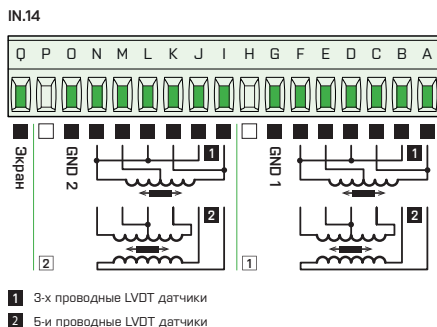 IN.14
Q P O N M L K J I H G F E D C B A
Экран GND 2 1 GND 1 1
2 2
2 1
1 3-х проводные LVDT датчики
2 5-и проводные LVDT датчики